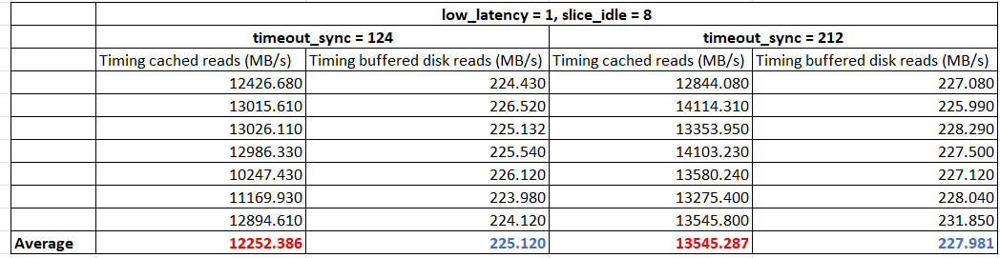 low_latency = 1, slice_idle = 8
timeout_sync = 124 timeout_sync = 212
Timing cached reads (MB/s) Timing buffered disk reads (MB/s) Timing cached reads (MB/s) Timing buffered disk reads (MB/s)
12426.680 224.430 12844.080 227.080
13015.610 226.520 14114.310 225.990
13026.110 225.132 13353.950 228.290
12986.330 225.540 14103.230 227.500
10247.430 226.120 13580.240 227.120
11169.930 223.980 13275.400 228.040
12894.610 224.120 13545.800 231.850
Average 12252.386 225.120 13545.287 227.981